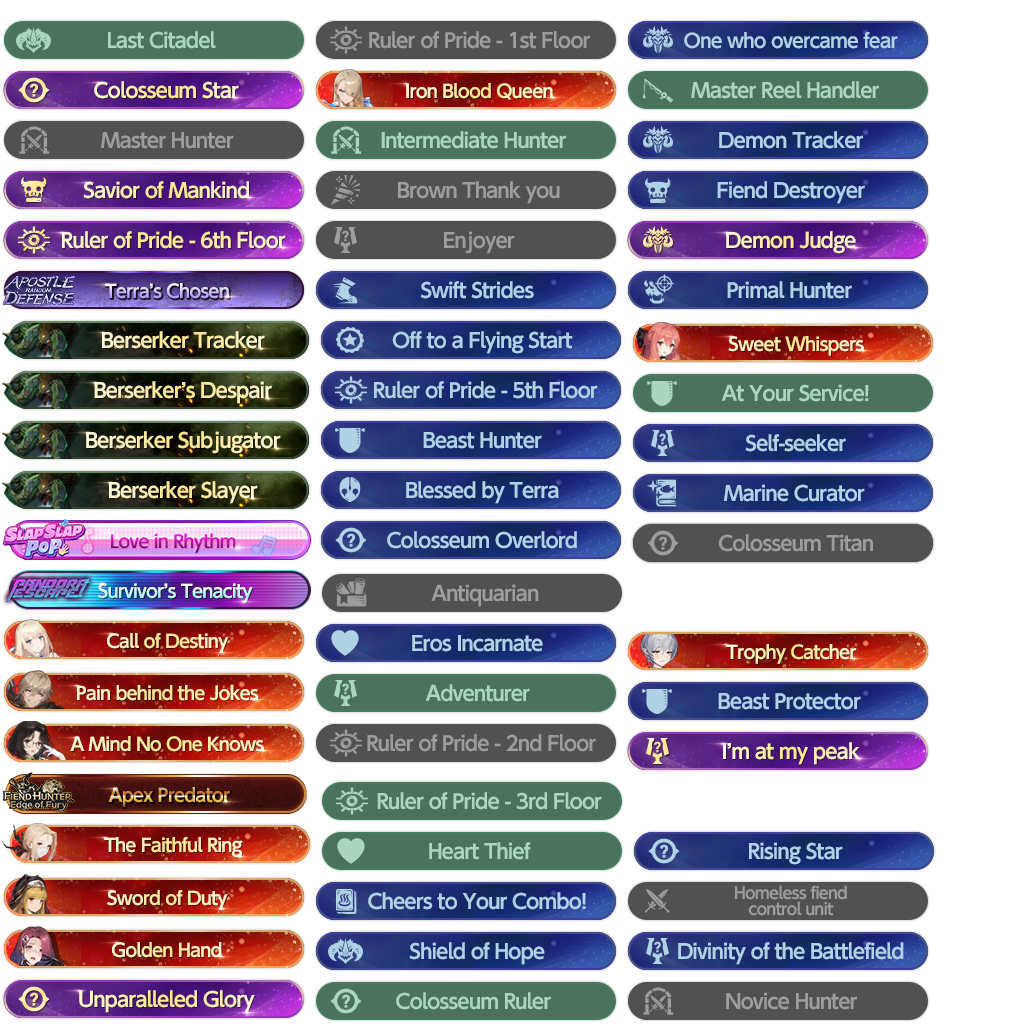 Last Citadel
Ruler of Pride - 1st Floor
One who overcame fear
Colosseum Star
Iron Blood Queen
Master Reel Handler
Master Hunter
Intermediate Hunter
Demon Tracker
Savior of Mankind
Brown Thank you
Fiend Destroyer
Ruler of Pride - 6th Floor
Enjoyer
Demon Judge
APOSTLE
RANDOM
DEFENSE
Terra's Chosen
Swift Strides
Primal Hunter
Berserker Tracker
Off to a Flying Start
Sweet Whispers
Berserker's Despair
Ruler of Pride - 5th Floor
At Your Service!
Berserker Subjugator
Beast Hunter
Self-seeker
Berserker Slayer
Blessed by Terra
Marine Curator
SLAP SLAP
POP
Love in Rhythm
Colosseum Overlord
Colosseum Titan
PANDORA
ESCAPE!
Survivor's Tenacity
Antiquarian
Call of Destiny
Eros Incarnate
Trophy Catcher
Pain behind the Jokes
Adventurer
Beast Protector
A Mind No One Knows
Ruler of Pride - 2nd Floor
I'm at my peak
FIEND HUNTER
Edge of Fury
Apex Predator
Ruler of Pride - 3rd Floor
The Faithful Ring
Heart Thief
Rising Star
Sword of Duty
Cheers to Your Combo!
Homeless fiend
control unit
Golden Hand
Shield of Hope
Divinity of the Battlefield
Unparalleled Glory
Colosseum Ruler
Novice Hunter